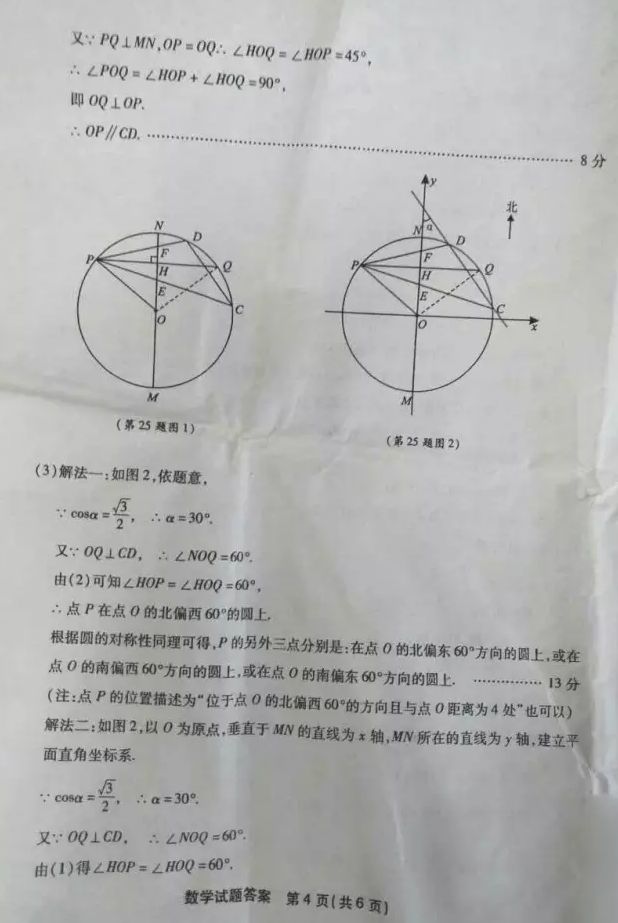 又∵ PQ⊥MN,OP=OQ∴ ∠HOQ=∠HOP=45°,
∴ ∠POQ=∠HOP+∠HOQ=90°,
即 OQ⊥OP.
∴ OP∥CD. …… 8分
N
D
P
F
H
Q
E
O
C
M
(第25题图1)
y
北
α
N
D
P
F
H
Q
E
O
C
x
M
(第25题图2)
(3)解法一:如图2,依题意,
∵ cosα=√3/2, ∴ α=30°.
又∵ OQ⊥CD, ∴ ∠NOQ=60°.
由(2)可知∠HOP=∠HOQ=60°,
∴ 点P在点O的北偏西60°的圆上.
根据圆的对称性同理可得,P的另外三点分别是:在点O的北偏东60°方向的圆上,或在
点O的南偏西60°方向的圆上,或在点O的南偏东60°方向的圆上. …… 13分
(注:点P的位置描述为“位于点O的北偏西60°的方向且与点O距离为4处”也可以)
解法二:如图2,以O为原点,垂直于MN的直线为x轴,MN所在的直线为y轴,建立平
面直角坐标系.
∵ cosα=√3/2, ∴ α=30°.
又∵ OQ⊥CD, ∴ ∠NOQ=60°.
由(1)得∠HOP=∠HOQ=60°.
数学试题答案 第4页(共6页)